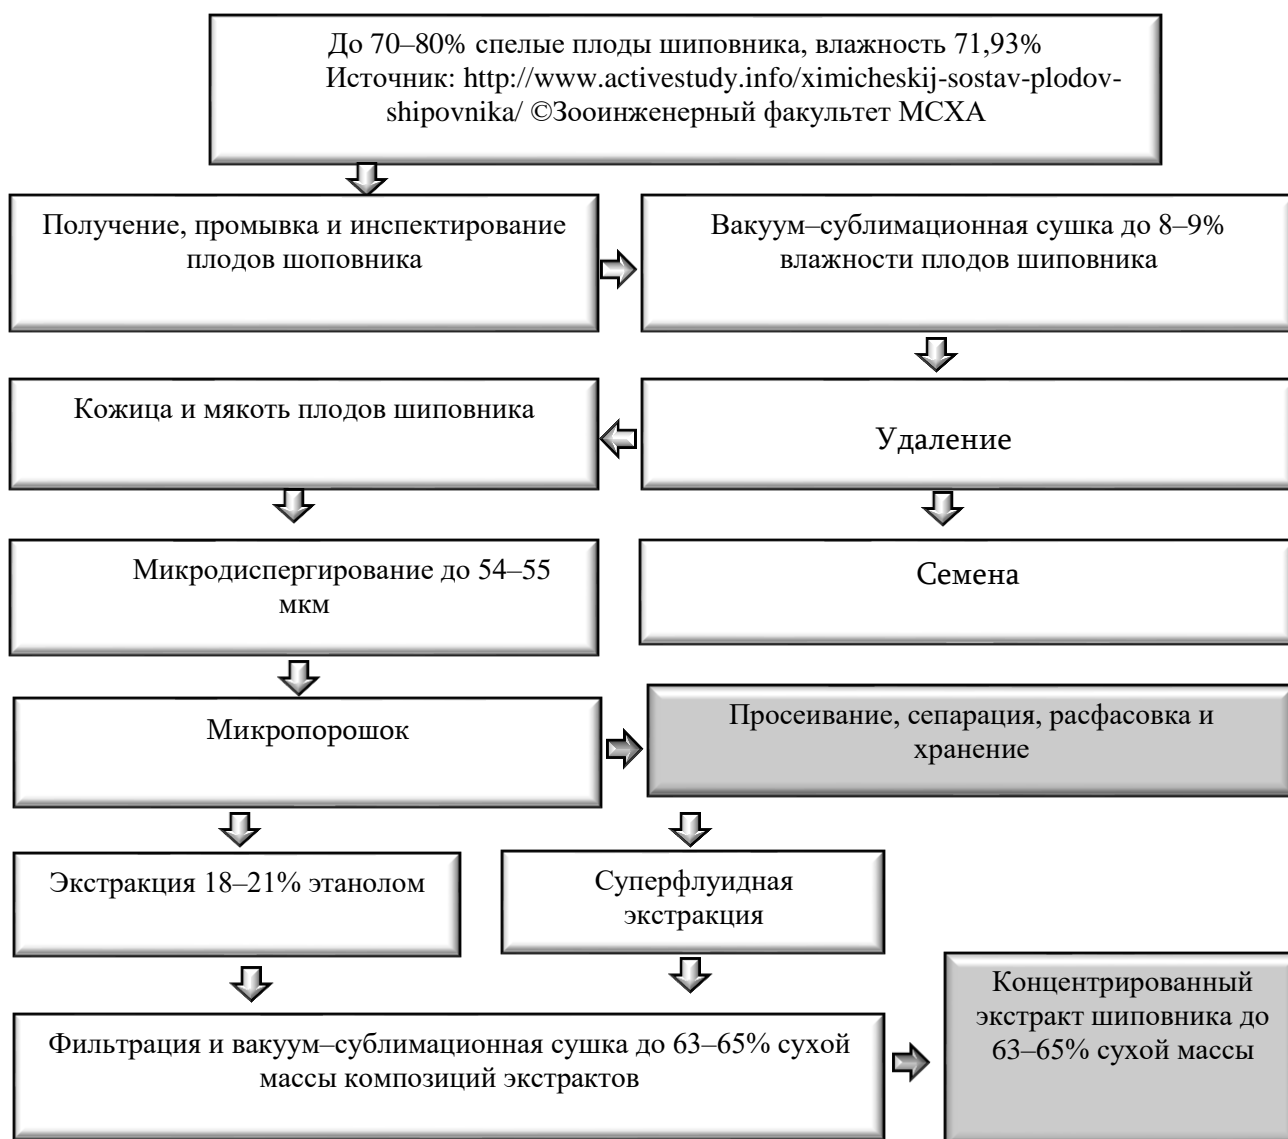 До 70–80% спелые плоды шиповника, влажность 71,93%
Источник: http://www.activestudy.info/ximicheskij-sostav-plodov-
shipovnika/ ©Зооинженерный факультет МСХА
Получение, промывка и инспектирование
плодов шоповника
Вакуум–сублимационная сушка до 8–9%
влажности плодов шиповника
Кожица и мякоть плодов шиповника
Удаление
Микродиспергирование до 54–55
мкм
Семена
Микропорошок
Просеивание, сепарация, расфасовка и
хранение
Экстракция 18–21% этанолом
Суперфлуидная
экстракция
Фильтрация и вакуум–сублимационная сушка до 63–65% сухой
массы композиций экстрактов
Концентрированный
экстракт шиповника до
63–65% сухой массы